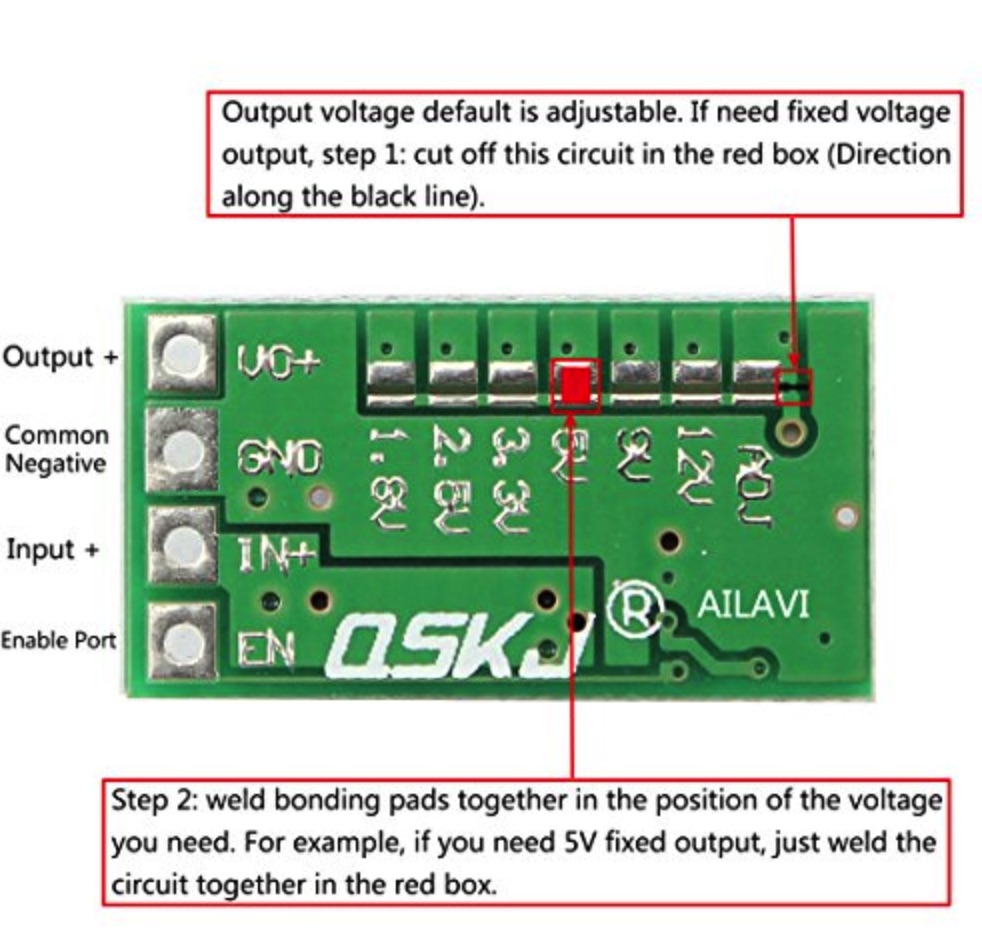 Output voltage default is adjustable. If need fixed voltage
output, step 1: cut off this circuit in the red box (Direction
along the black line).
Output +
VO+
Common
Negative
GND
Input +
IN+
Enable Port
EN
1.8V
2.5V
3.3V
5V
9V
12V
ADJ
QSKJ
®
AILAVI
Step 2: weld bonding pads together in the position of the voltage
you need. For example, if you need 5V fixed output, just weld the
circuit together in the red box.